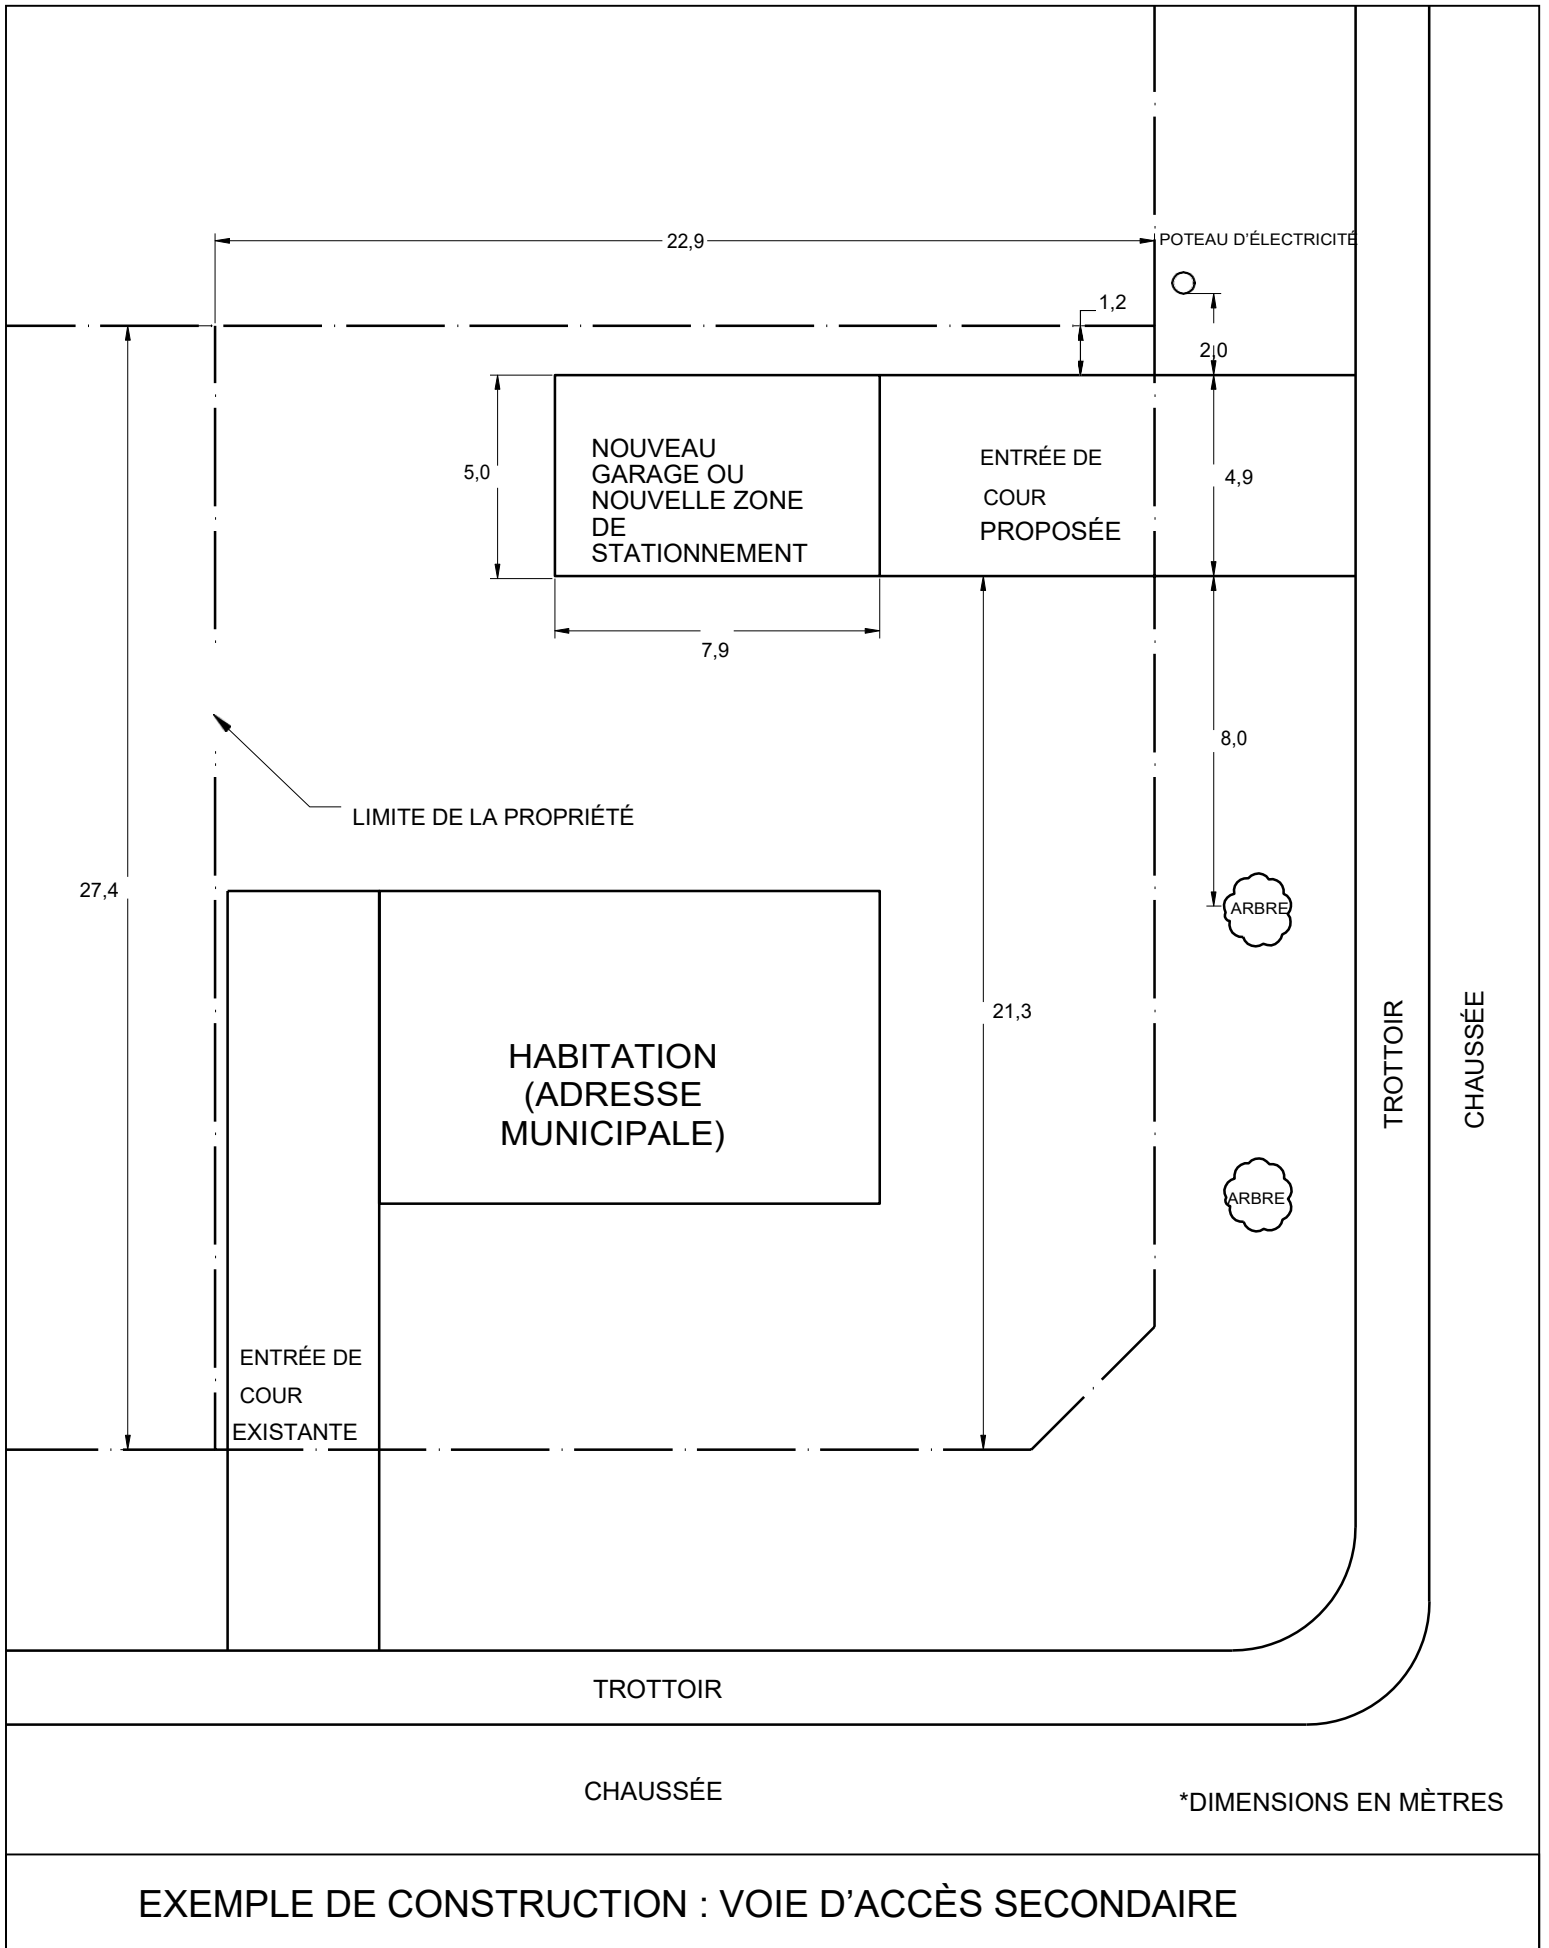 22,9
POTEAU D'ÉLECTRICITÉ
1,2
2,0
NOUVEAU
GARAGE OU
NOUVELLE ZONE
DE
STATIONNEMENT
5,0
ENTRÉE DE
COUR
PROPOSÉE
4,9
7,9
8,0
LIMITE DE LA PROPRIÉTÉ
27,4
ARBRE
21,3
HABITATION
(ADRESSE
MUNICIPALE)
TROTTOIR
CHAUSSÉE
ARBRE
ENTRÉE DE
COUR
EXISTANTE
TROTTOIR
CHAUSSÉE
*DIMENSIONS EN MÈTRES
EXEMPLE DE CONSTRUCTION : VOIE D’ACCÈS SECONDAIRE